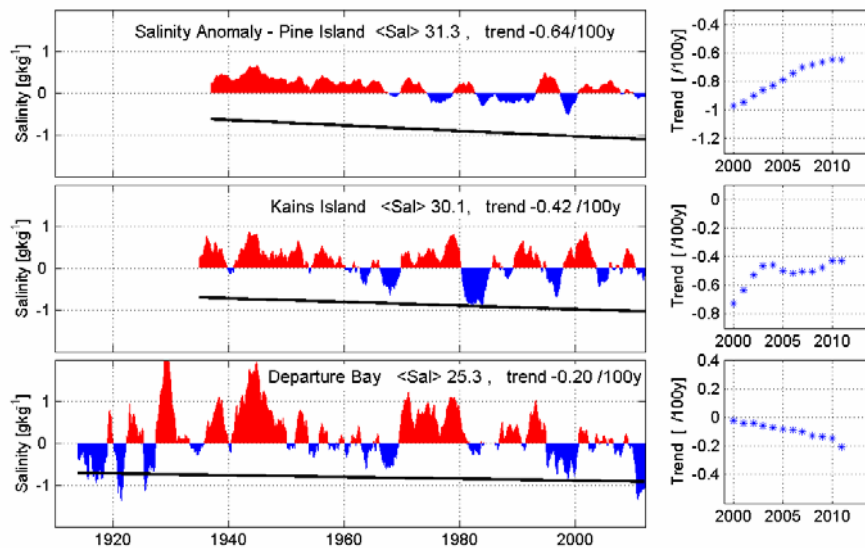 Salinity Anomaly - Pine Island <Sal> 31.3 , trend -0.64/100y
Salinity [gkg⁻¹]
1
0
-1
Trend [ /100y]
-0.4
-0.6
-0.8
-1
-1.2
2000 2005 2010
Kains Island <Sal> 30.1, trend -0.42 /100y
Salinity [gkg⁻¹]
1
0
-1
Trend [ /100y]
0
-0.2
-0.4
-0.6
-0.8
2000 2005 2010
Departure Bay <Sal> 25.3 , trend -0.20 /100y
Salinity [gkg⁻¹]
1
0
-1
1920 1940 1960 1980 2000
Trend [ /100y]
0.4
0.2
0
-0.2
-0.4
2000 2005 2010